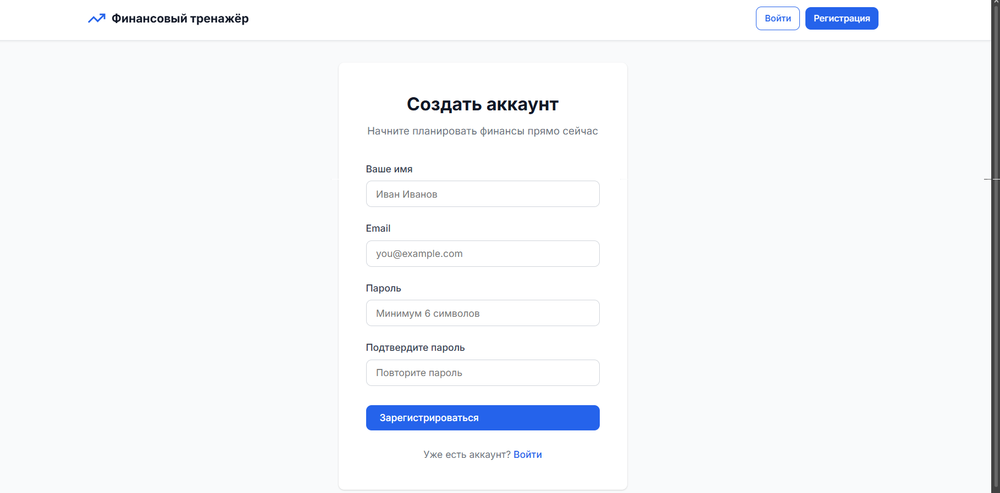 Финансовый тренажёр
Войти
Регистрация
Создать аккаунт
Начните планировать финансы прямо сейчас
Ваше имя
Иван Иванов
Email
you@example.com
Пароль
Минимум 6 символов
Подтвердите пароль
Повторите пароль
Зарегистрироваться
Уже есть аккаунт? Войти